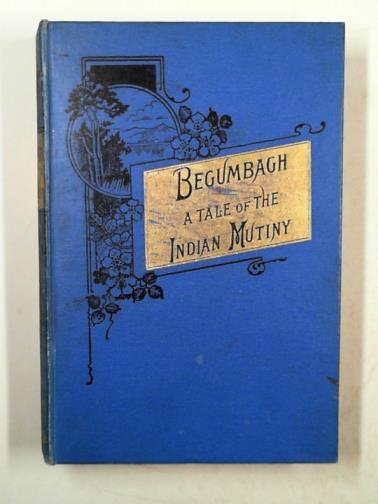 BEGUMBAGH
A TALE OF THE
INDIAN MUTINY